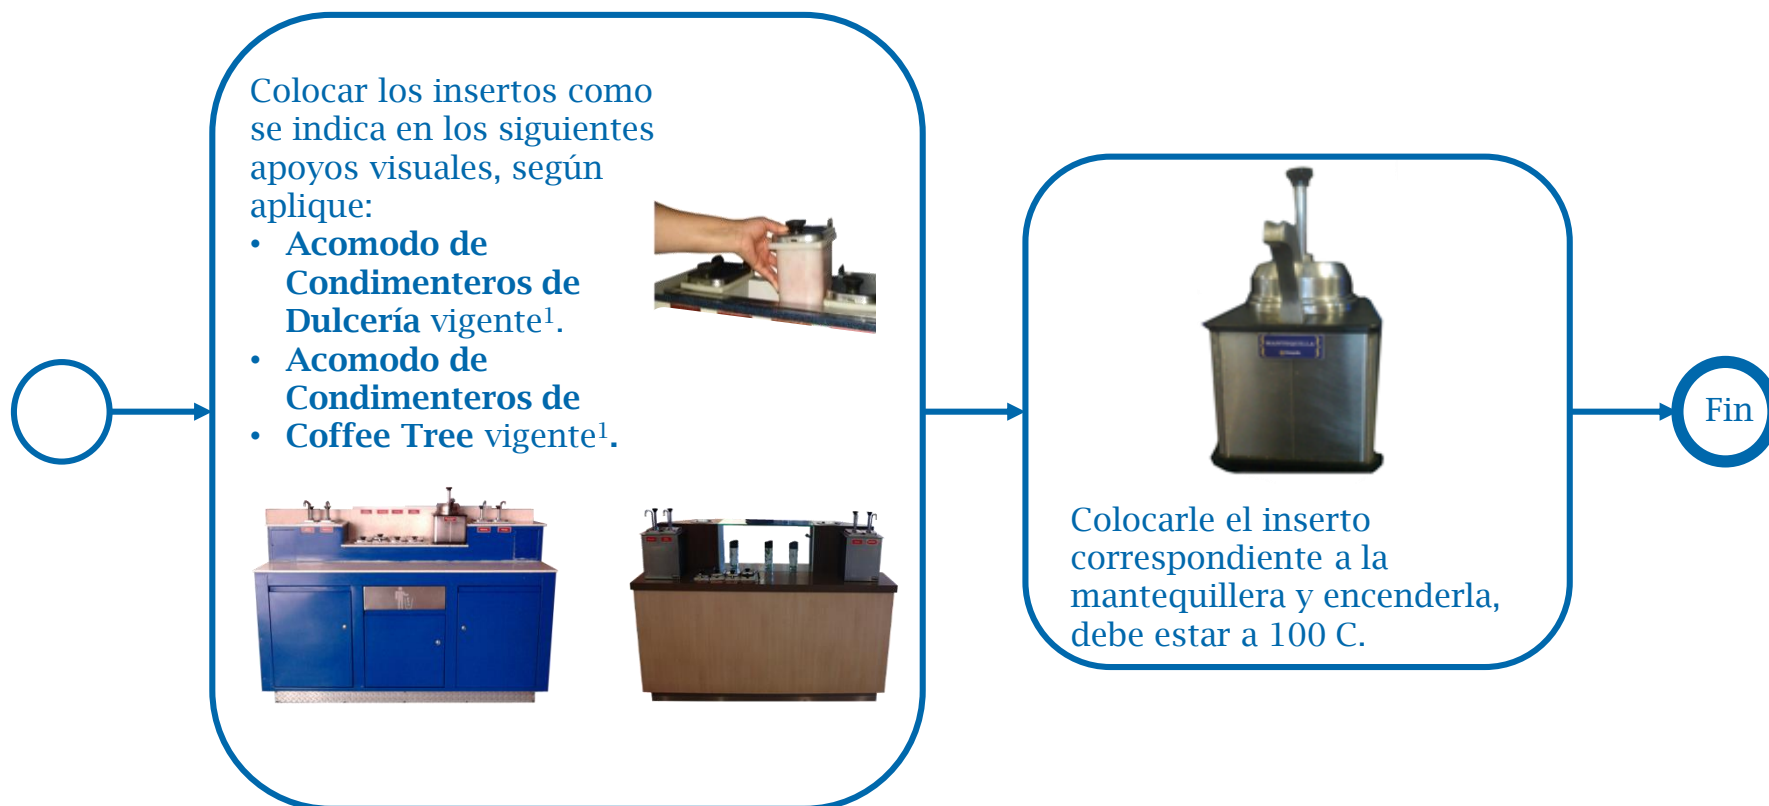 Colocar los insertos como
se indica en los siguientes
apoyos visuales, según
aplique:
• Acomodo de
Condimenteros de
Dulcería vigente¹.
• Acomodo de
Condimenteros de
• Coffee Tree vigente¹.
MANTEQUILLA
Colocarle el inserto
correspondiente a la
mantequillera y encenderla,
debe estar a 100 C.
Fin